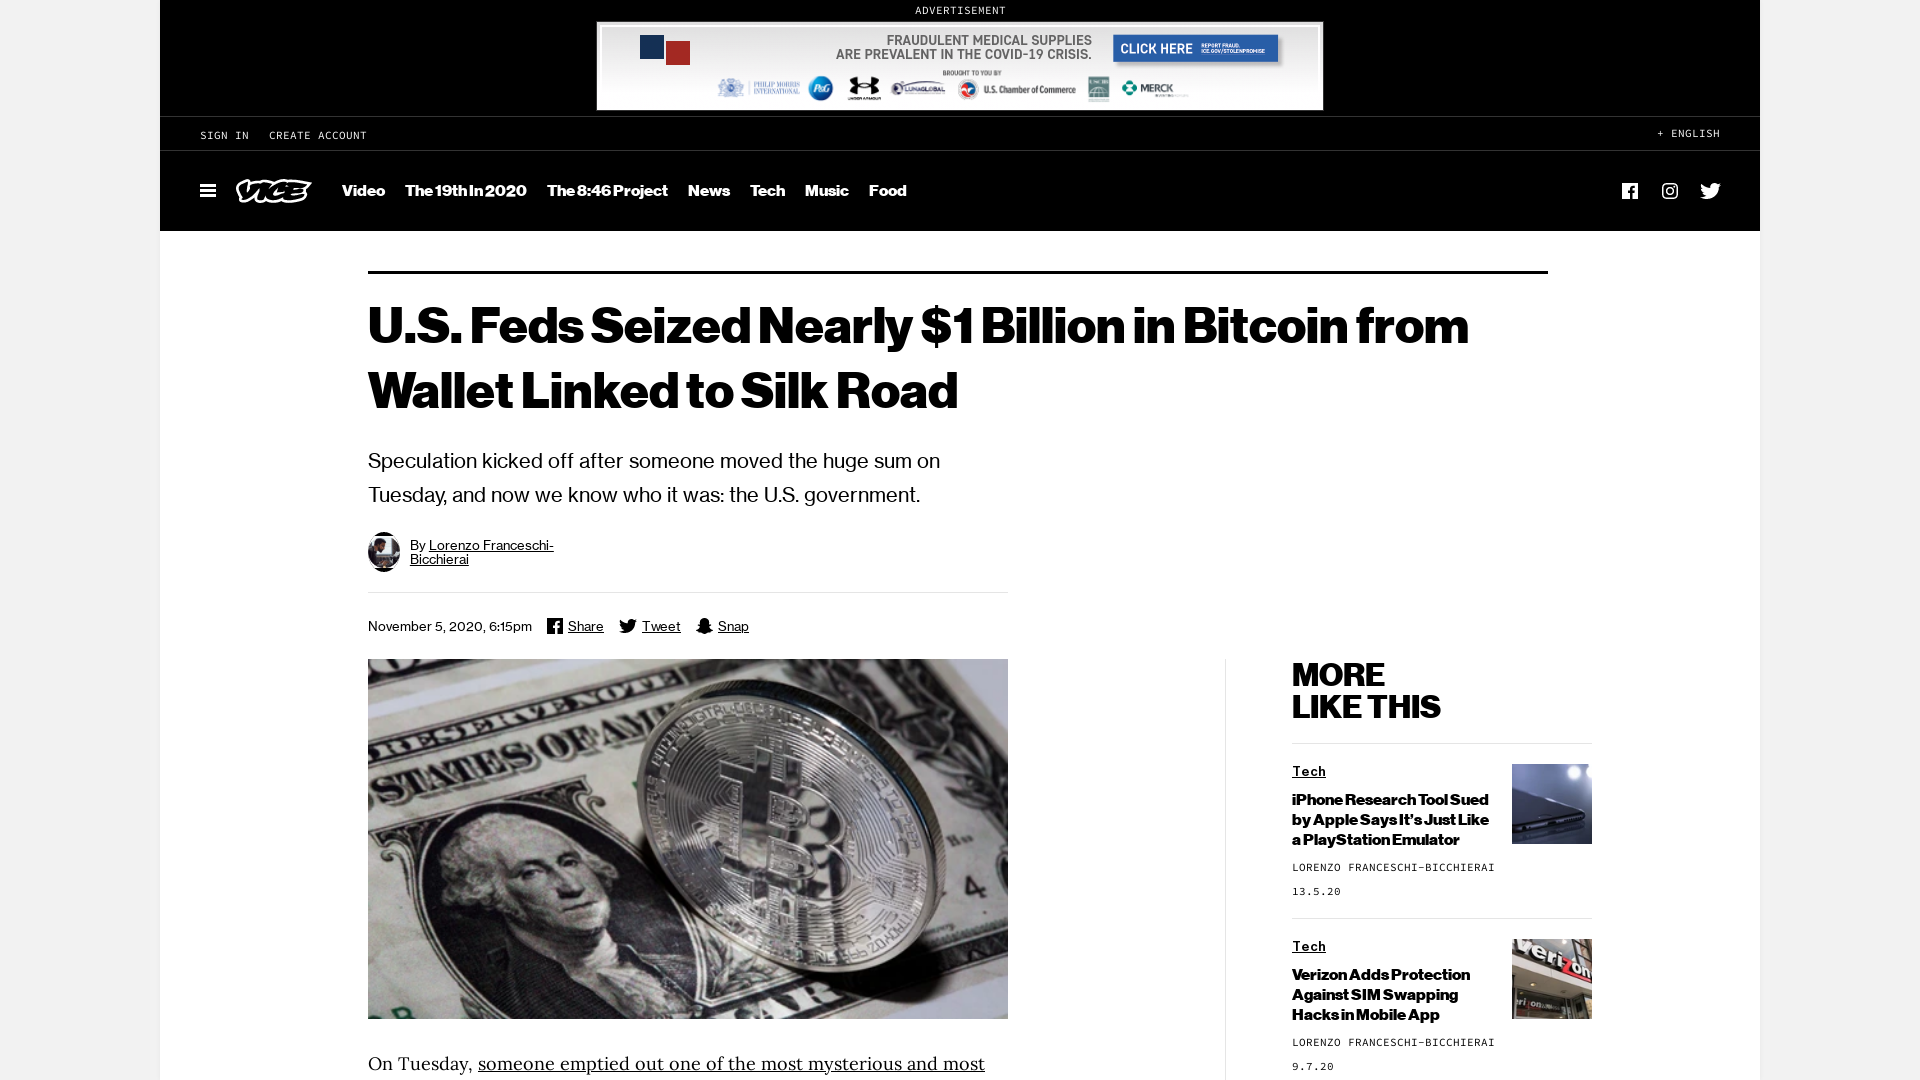 ADVERTISEMENT
FRAUDULENT MEDICAL SUPPLIES
ARE PREVALENT IN THE COVID-19 CRISIS.
CLICK HERE
REPORT FRAUD.
ICE.GOV/STOLENPROMISE
BROUGHT TO YOU BY
PHILIP MORRIS
INTERNATIONAL
P&G
UNDER ARMOUR
LUNAGLOBAL
U.S. Chamber of Commerce
MERCK
SIGN IN CREATE ACCOUNT
+ ENGLISH
VICE
Video The 19th In 2020 The 8:46 Project News Tech Music Food
U.S. Feds Seized Nearly $1 Billion in Bitcoin from
Wallet Linked to Silk Road
Speculation kicked off after someone moved the huge sum on
Tuesday, and now we know who it was: the U.S. government.
By Lorenzo Franceschi-
Bicchierai
November 5, 2020, 6:15pm Share Tweet Snap
RESERVE NOTE
STATES OF AME
4
On Tuesday, someone emptied out one of the most mysterious and most
MORE
LIKE THIS
Tech
iPhone Research Tool Sued
by Apple Says It's Just Like
a PlayStation Emulator
LORENZO FRANCESCHI-BICCHIERAI
13.5.20
Tech
Verizon Adds Protection
Against SIM Swapping
Hacks in Mobile App
LORENZO FRANCESCHI-BICCHIERAI
9.7.20
verizon